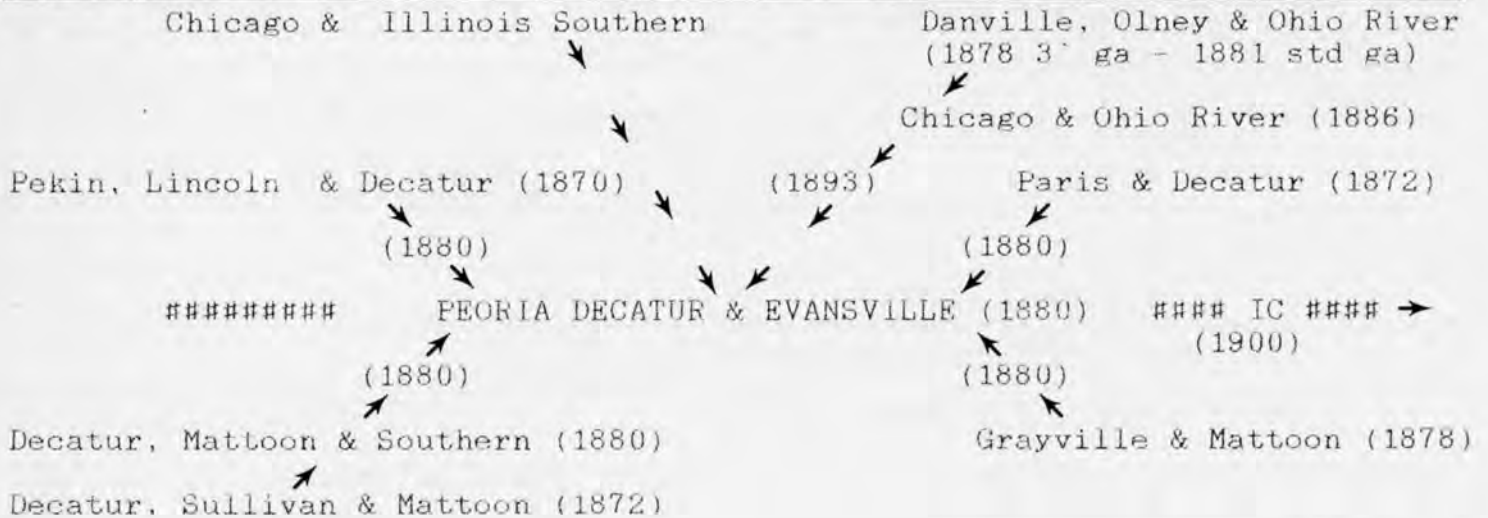 Chicago & Illinois Southern Danville, Olney & Ohio River
(1878 3' ga - 1881 std ga)
Chicago & Ohio River (1886)
Pekin, Lincoln & Decatur (1870) (1893) Paris & Decatur (1872)
(1880) (1880)
######### PEORIA DECATUR & EVANSVILLE (1880) #### IC ####
(1900)
(1880) (1880)
Decatur, Mattoon & Southern (1880) Grayville & Mattoon (1878)
Decatur, Sullivan & Mattoon (1872)